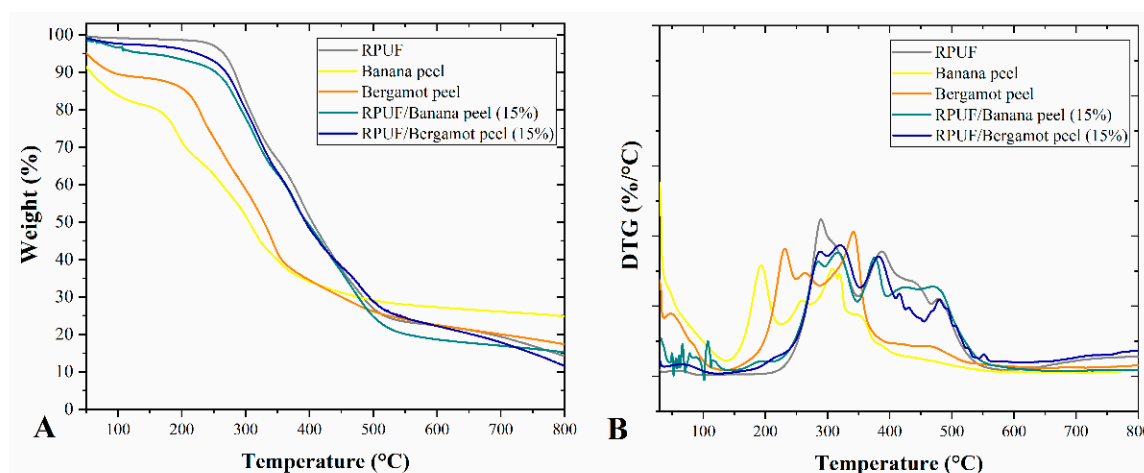 100
90
80
70
60
50
40
30
20
10
0
Weight (%)
RPUF
Banana peel
Bergamot peel
RPUF/Banana peel (15%)
RPUF/Bergamot peel (15%)
100 200 300 400 500 600 700 800
Temperature (°C)
A
DTG (%/°C)
RPUF
Banana peel
Bergamot peel
RPUF/Banana peel (15%)
RPUF/Bergamot peel (15%)
100 200 300 400 500 600 700 800
Temperature (°C)
B